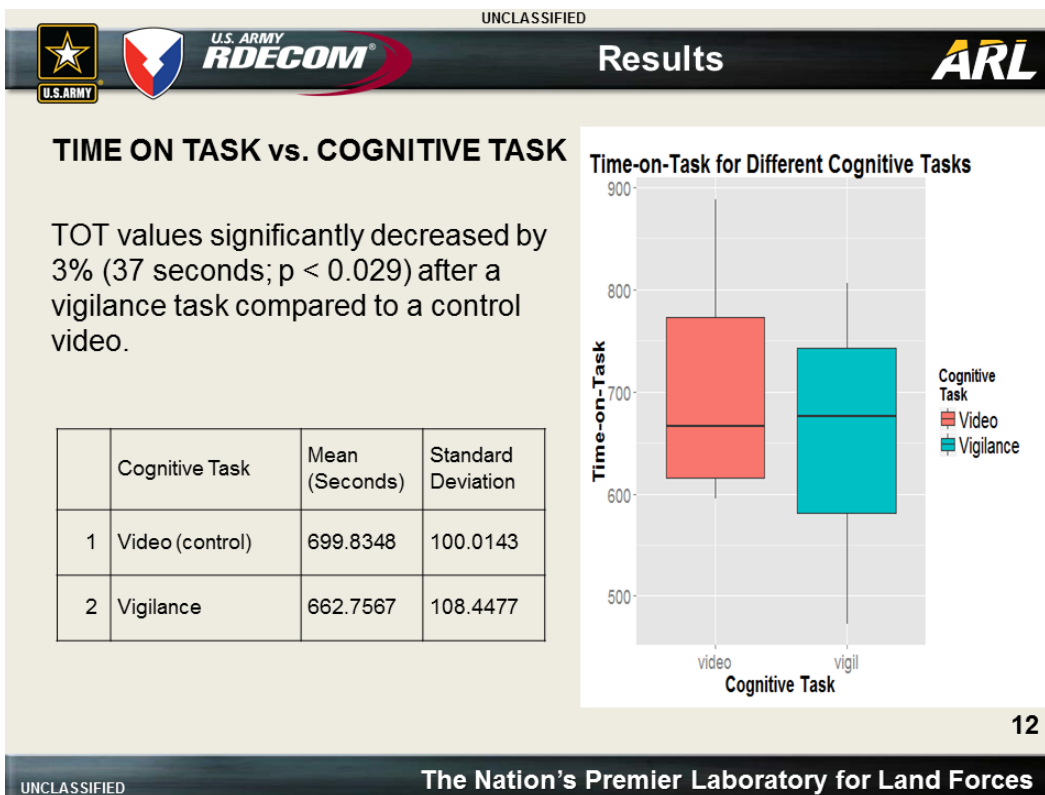 UNCLASSIFIED
U.S.ARMY
U.S. ARMY
RDECOM®
Results
ARL
TIME ON TASK vs. COGNITIVE TASK
TOT values significantly decreased by
3% (37 seconds; p < 0.029) after a
vigilance task compared to a control
video.
Cognitive Task
Mean
(Seconds)
Standard
Deviation
1 Video (control) 699.8348 100.0143
2 Vigilance 662.7567 108.4477
Time-on-Task for Different Cognitive Tasks
900
800
700
600
500
Time-on-Task
video vigil
Cognitive Task
Cognitive
Task
Video
Vigilance
12
UNCLASSIFIED
The Nation's Premier Laboratory for Land Forces